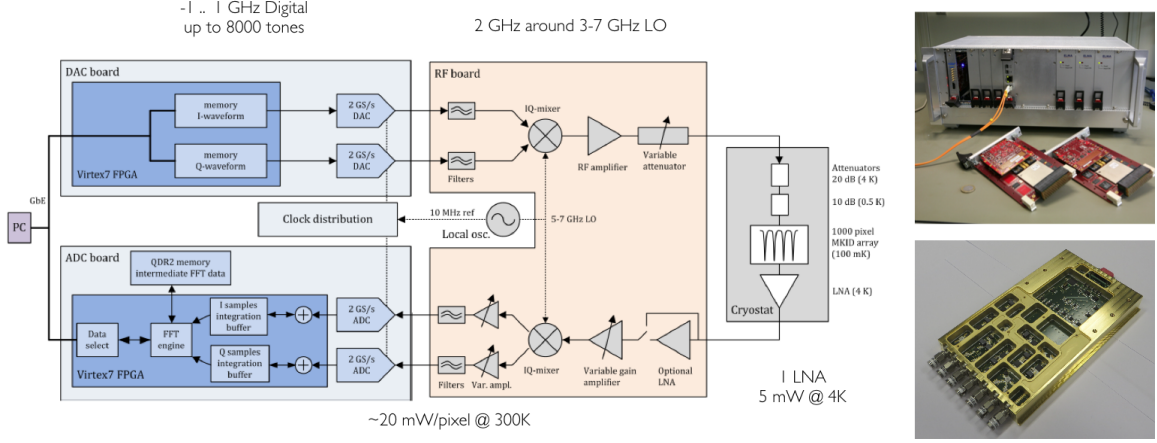 -1 .. 1 GHz Digital
up to 8000 tones
2 GHz around 3-7 GHz LO
DAC board
Virtex7 FPGA
memory
I-waveform
memory
Q-waveform
2 GS/s
DAC
2 GS/s
DAC
RF board
Filters
IQ-mixer
RF amplifier
Variable
attenuator
GbE
PC
Clock distribution
10 MHz ref
Local osc.
5-7 GHz LO
Attenuators
20 dB (4 K)
10 dB (0.5 K)
1000 pixel
MKID array
(100 mK)
LNA (4 K)
Cryostat
ADC board
QDR2 memory
intermediate FFT data
Data
select
FFT
engine
I samples
integration
buffer
Q samples
integration
buffer
Virtex7 FPGA
2 GS/s
ADC
2 GS/s
ADC
Filters
Var. ampl.
IQ-mixer
Variable gain
amplifier
Optional
LNA
~20 mW/pixel @ 300K
1 LNA
5 mW @ 4K